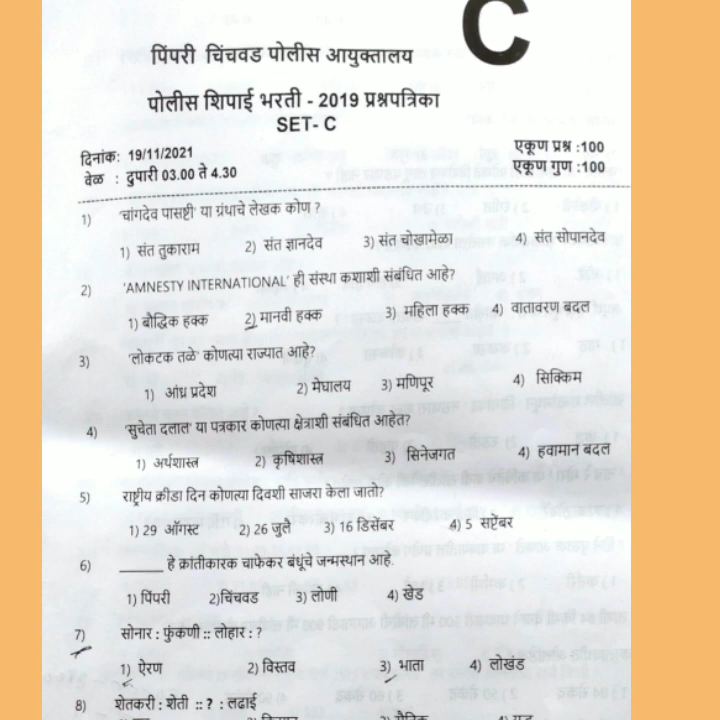 C
पिंपरी चिंचवड पोलीस आयुक्तालय
पोलीस शिपाई भरती - 2019 प्रश्नपत्रिका
SET- C
दिनांक: 19/11/2021 एकूण प्रश्न :100
वेळ : दुपारी 03.00 ते 4.30 एकूण गुण :100
1) 'चांगदेव पासष्टी' या ग्रंथाचे लेखक कोण ?
1) संत तुकाराम 2) संत ज्ञानदेव 3) संत चोखामेळा 4) संत सोपानदेव
2) 'AMNESTY INTERNATIONAL' ही संस्था कशाशी संबंधित आहे?
1) बौद्धिक हक्क 2) मानवी हक्क 3) महिला हक्क 4) वातावरण बदल
3) 'लोकटक तळे' कोणत्या राज्यात आहे?
1) आंध्र प्रदेश 2) मेघालय 3) मणिपूर 4) सिक्किम
4) 'सुचेता दलाल' या पत्रकार कोणत्या क्षेत्राशी संबंधित आहेत?
1) अर्थशास्त्र 2) कृषिशास्त्र 3) सिनेजगत 4) हवामान बदल
5) राष्ट्रीय क्रीडा दिन कोणत्या दिवशी साजरा केला जातो?
1) 29 ऑगस्ट 2) 26 जुलै 3) 16 डिसेंबर 4) 5 सप्टेंबर
6) ______ हे क्रांतीकारक चाफेकर बंधूंचे जन्मस्थान आहे.
1) पिंपरी 2)चिंचवड 3) लोणी 4) खेड
7) सोनार : फुंकणी :: लोहार : ?
1) ऐरण 2) विस्तव 3) भाता 4) लोखंड
8) शेतकरी : शेती :: ? : लढाई